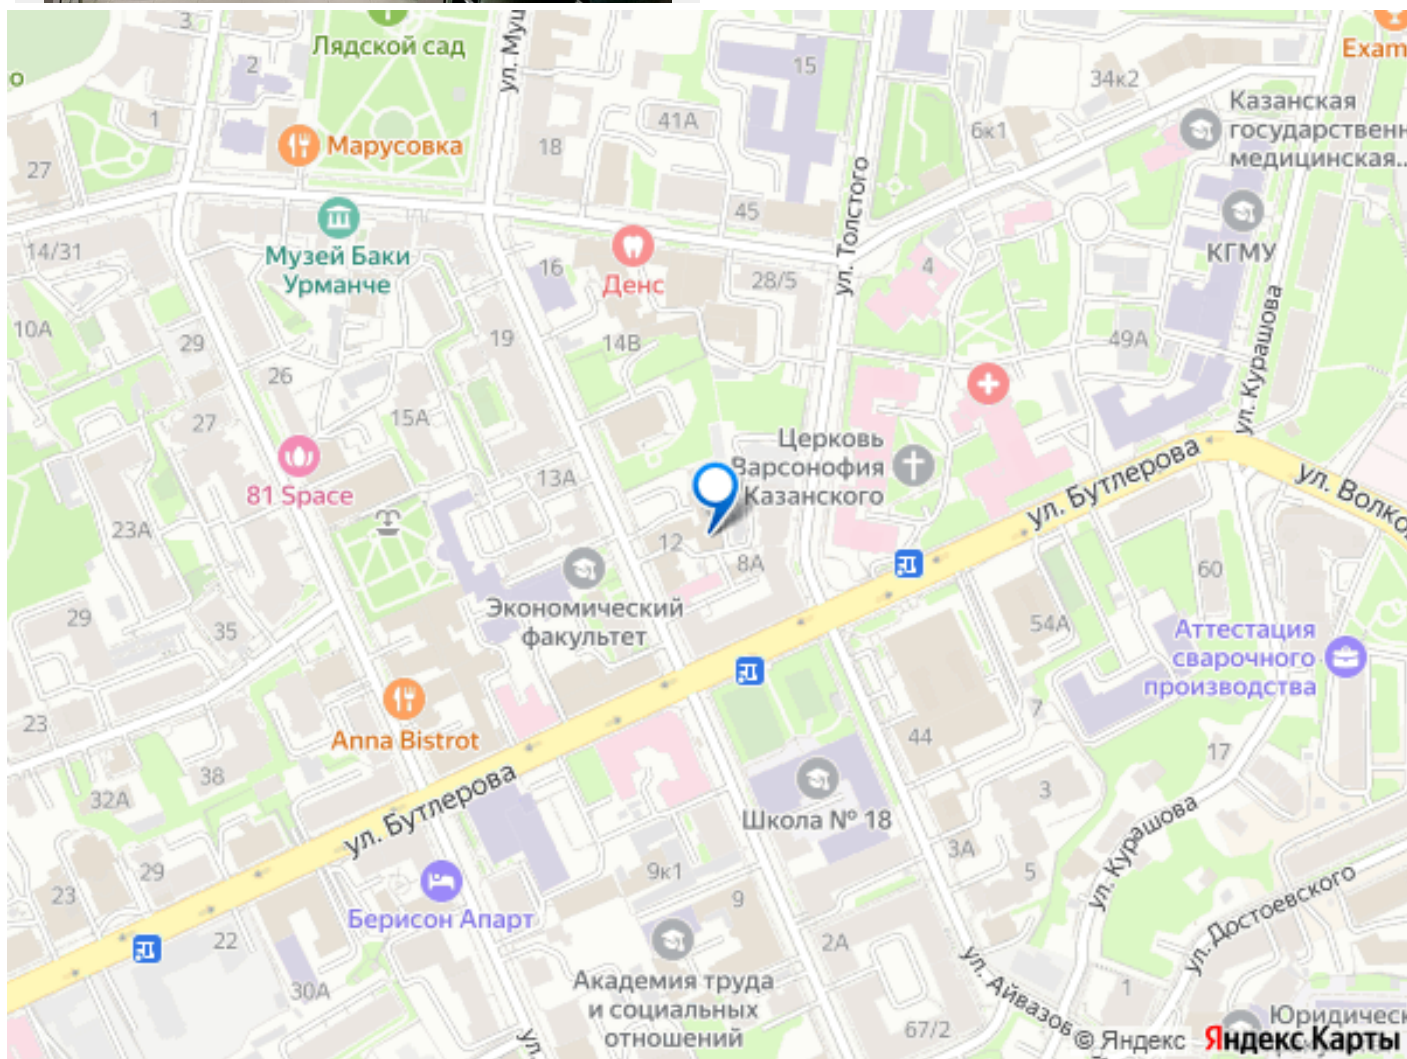 3
Лядской сад
ул. Муш
15
34к2
Exam
о
2
Казанская
государственн
медицинская...
1
41А
6к1
Марусовка
18
27
ул. Толстого
45
КГМУ
14/31
Музей Баки
Урманче
16
Денс
28/5
4
10А
29
19
14В
49А
ул. Курашова
26
15А
27
Церковь
Варсонофия
Казанского
ул. Бутлерова
81 Space
13А
ул. Волко
23А
12
8А
60
Экономический
факультет
29
35
54А
Аттестация
сварочного
производства
23
Anna Bistrot
7
44
17
38
32А
ул. Бутлерова
3
Школа № 18
ул. Курашова
3А
29
9к1
5
23
9
Берисон Апарт
ул. Достоевского
22
2А
30А
Академия труда
и социальных
отношений
ул. Айвазов
1
67/2
ул.
Юридическ
© Яндекс Яндекс Карты